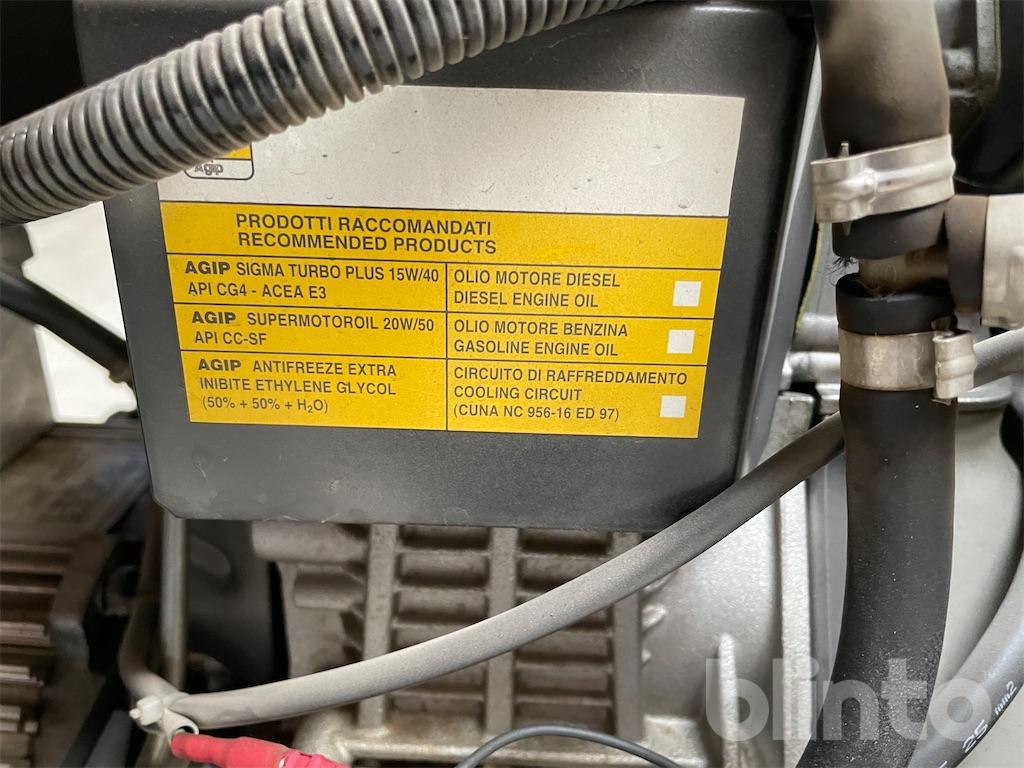 Agip
PRODOTTI RACCOMANDATI
RECOMMENDED PRODUCTS
AGIP SIGMA TURBO PLUS 15W/40
API CG4 - ACEA E3
OLIO MOTORE DIESEL
DIESEL ENGINE OIL
AGIP SUPERMOTOROIL 20W/50
API CC-SF
OLIO MOTORE BENZINA
GASOLINE ENGINE OIL
AGIP ANTIFREEZE EXTRA
INIBITE ETHYLENE GLYCOL
(50% + 50% + H₂O)
CIRCUITO DI RAFFREDDAMENTO
COOLING CIRCUIT
(CUNA NC 956-16 ED 97)
25 mm2
blinto